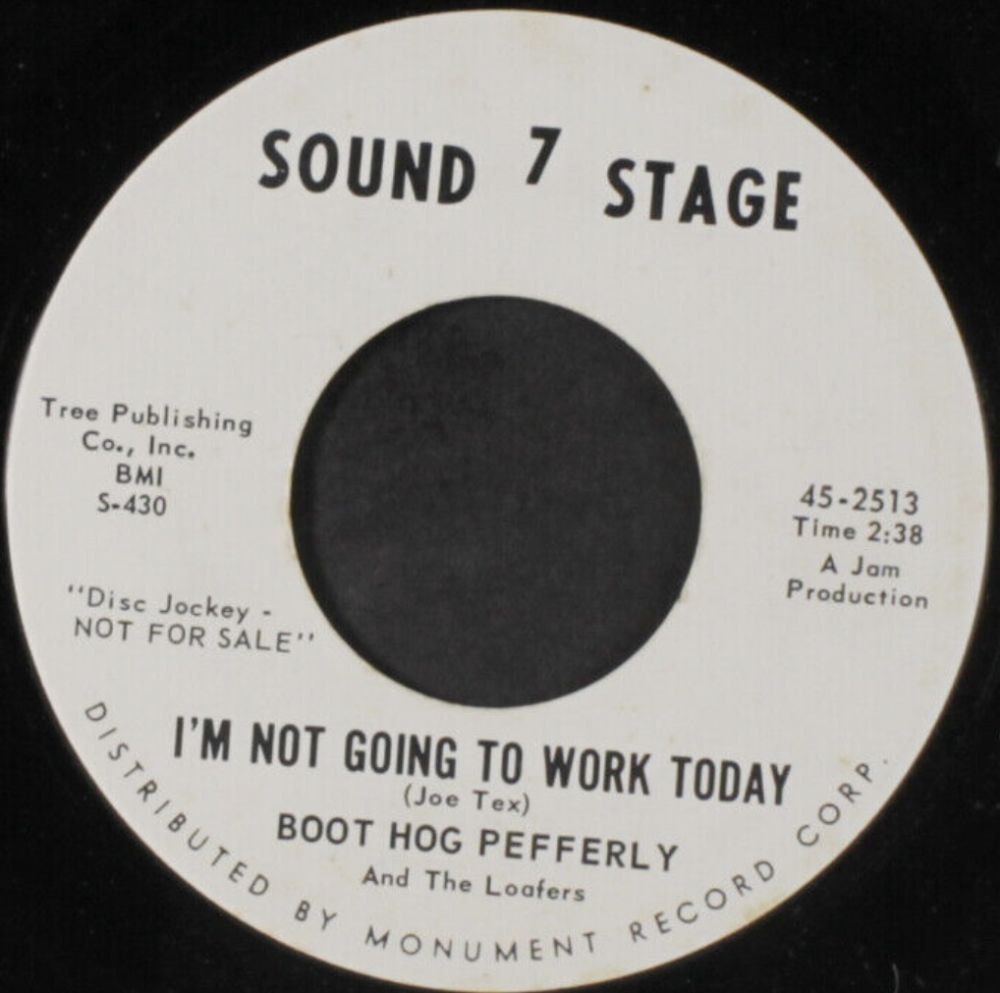 SOUND 7 STAGE
Tree Publishing
Co., Inc.
BMI
S-430
"Disc Jockey -
NOT FOR SALE"
45-2513
Time 2:38
A Jam
Production
I'M NOT GOING TO WORK TODAY
(Joe Tex)
BOOT HOG PEFFERLY
And The Loafers
DISTRIBUTED BY MONUMENT RECORD CORP.